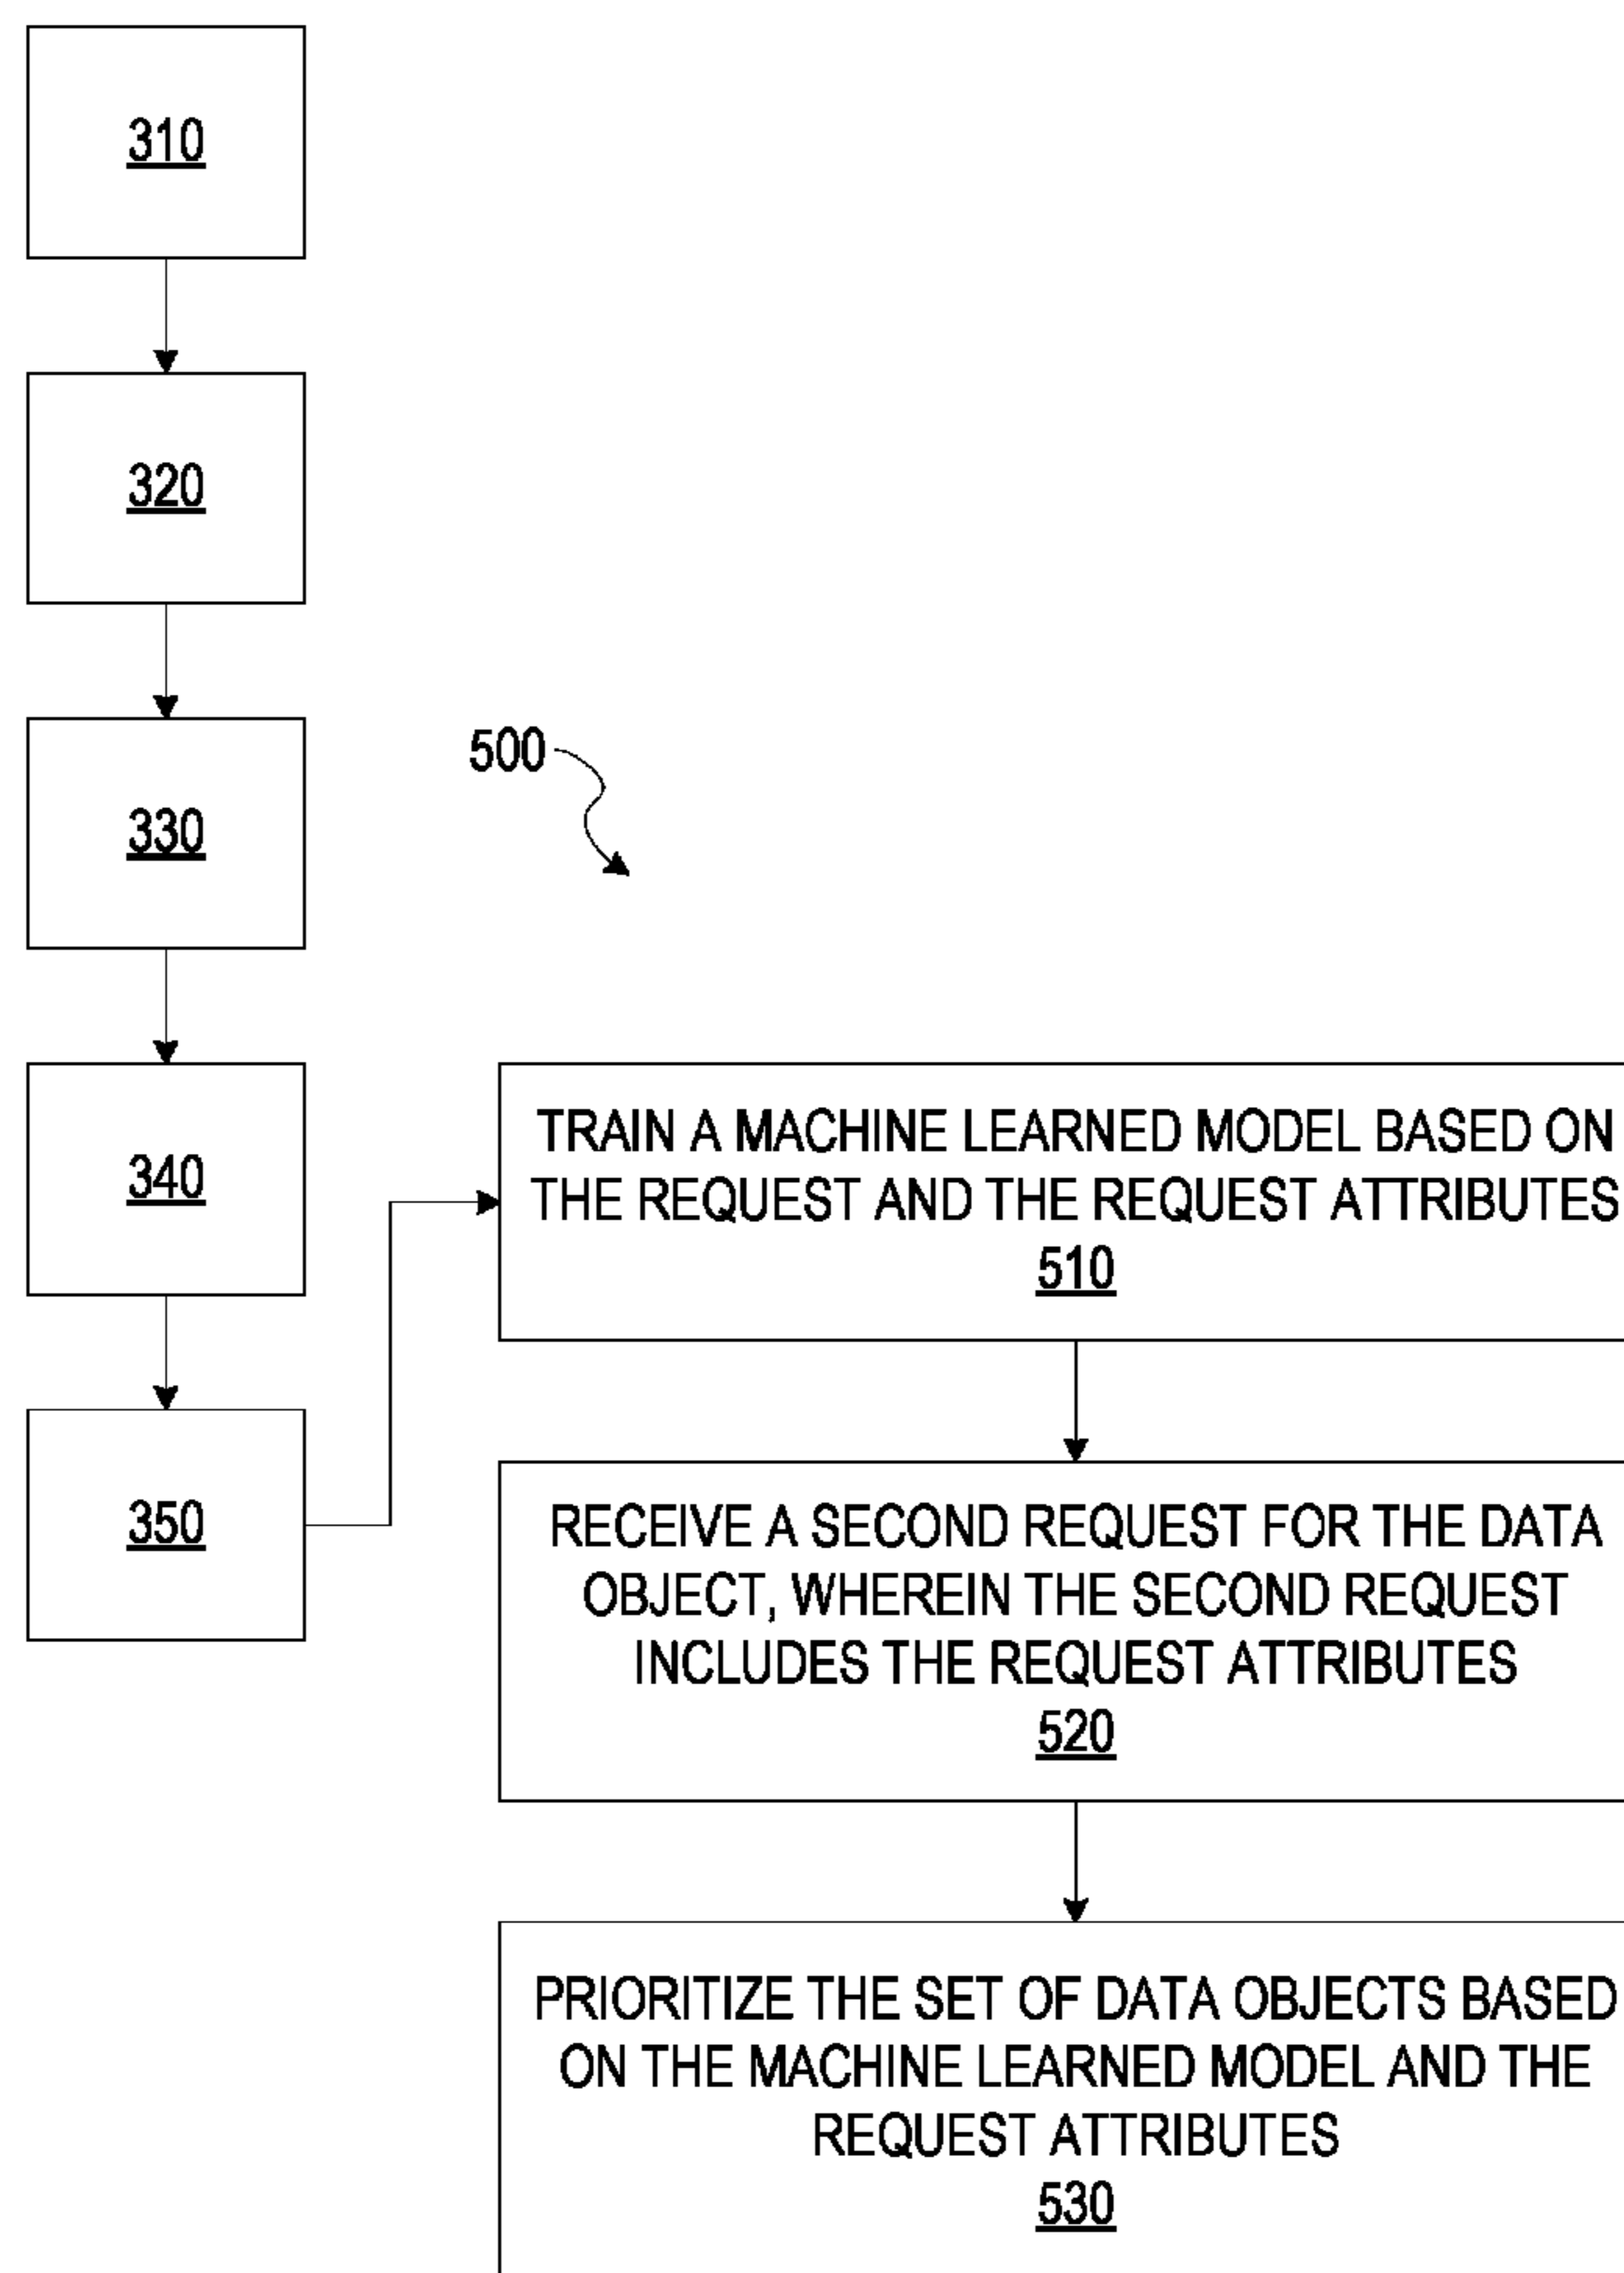 310
320
330
500
340
350
TRAIN A MACHINE LEARNED MODEL BASED ON
THE REQUEST AND THE REQUEST ATTRIBUTES
510
RECEIVE A SECOND REQUEST FOR THE DATA
OBJECT, WHEREIN THE SECOND REQUEST
INCLUDES THE REQUEST ATTRIBUTES
520
PRIORITIZE THE SET OF DATA OBJECTS BASED
ON THE MACHINE LEARNED MODEL AND THE
REQUEST ATTRIBUTES
530